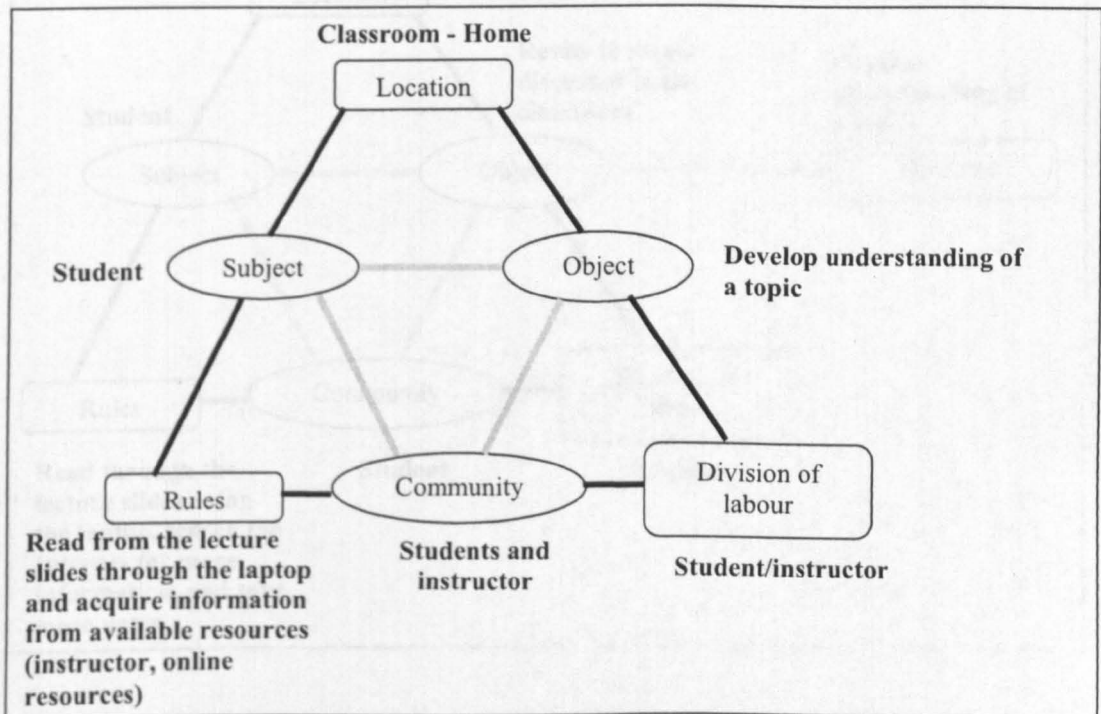 Classroom - Home
Location
Student
Subject
Object
Develop understanding of
a topic
Rules
Community
Division of
labour
Read from the lecture
slides through the laptop
and acquire information
from available resources
(instructor, online
resources)
Students and
instructor
Student/instructor